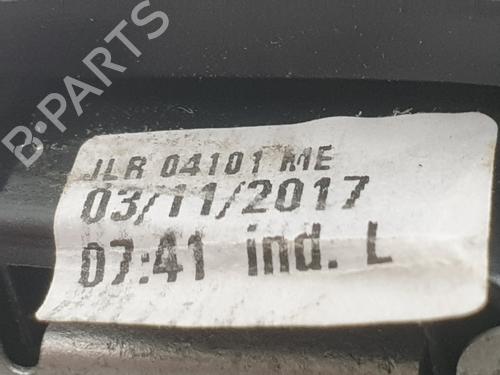 B-PARTS
JLR 04101 ME
03/11/2017
07:41 ind. L